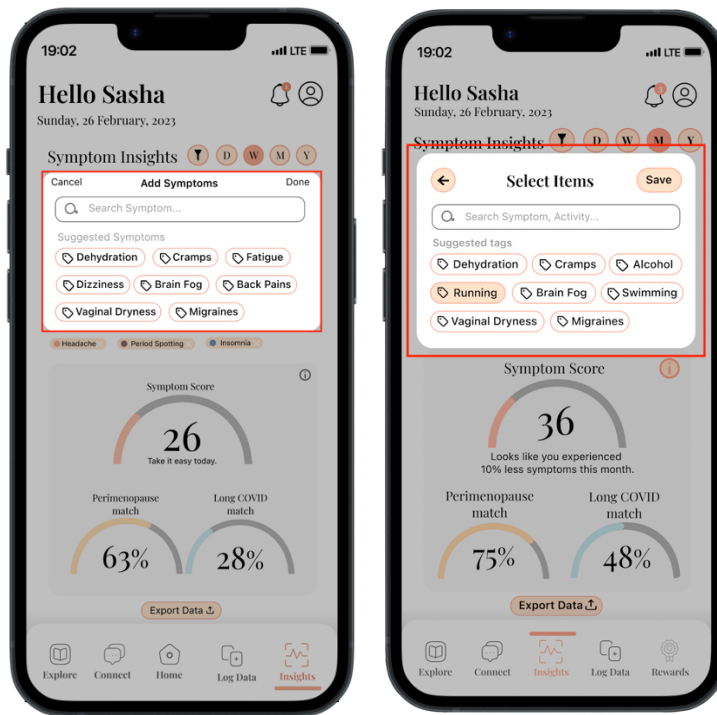 19:02
LTE
Hello Sasha
Sunday, 26 February, 2023
Symptom Insights D W M Y
Cancel Add Symptoms Done
Search Symptom...
Suggested Symptoms
Dehydration Cramps Fatigue
Dizziness Brain Fog Back Pains
Vaginal Dryness Migraines
Headache Period Spotting Insomnia
Symptom Score
26
Take it easy today.
Perimenopause match
Long COVID match
63% 28%
Export Data
Explore Connect Home Log Data Insights
19:02
LTE
Hello Sasha
Sunday, 26 February, 2023
Symptom Insights D W M Y
Select Items Save
Search Symptom, Activity...
Suggested tags
Dehydration Cramps Alcohol
Running Brain Fog Swimming
Vaginal Dryness Migraines
Symptom Score
36
Looks like you experienced
10% less symptoms this month.
Perimenopause match
Long COVID match
75% 48%
Export Data
Explore Connect Insights Log Data Rewards